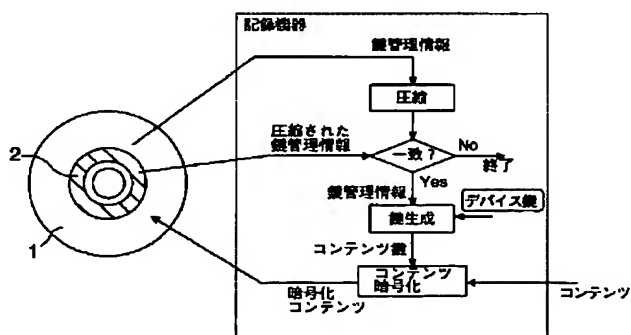 記録機器
鍵管理情報
圧縮
圧縮された
鍵管理情報
一致?
No
終了
Yes
鍵管理情報
デバイス鍵
鍵生成
コンテンツ鍵
コンテンツ
暗号化
暗号化
コンテンツ
コンテンツ
2
1